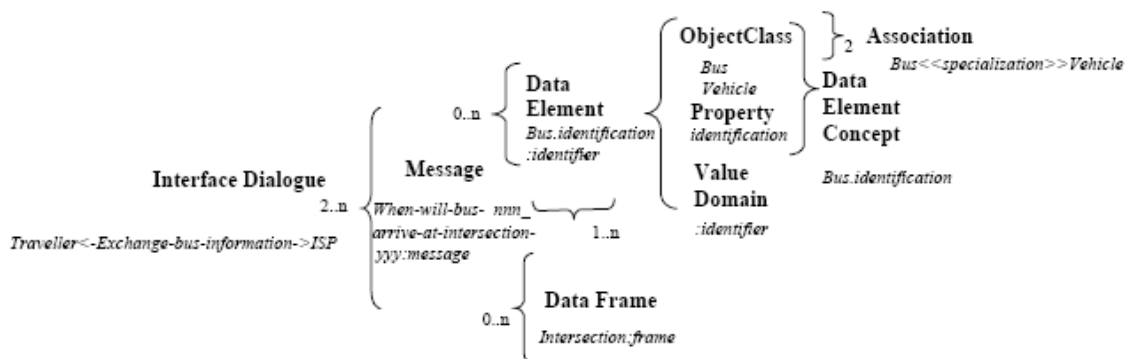 ObjectClass
2 Association
Bus
Vehicle
Bus<<specialization>>Vehicle
Data
Element
Concept
Bus.identification
Property
identification
Value
Domain
:identifier
0..n
Data
Element
Bus.identification
:identifier
Interface Dialogue
2..n
Traveller<-Exchange-bus-information->ISP
Message
When-will-bus- nnn_
arrive-at-intersection-
yyy:message
1..n
0..n
Data Frame
Intersection:frame